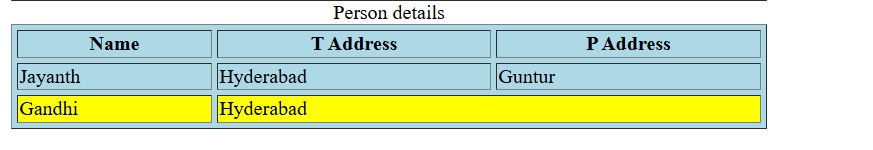 Person details
Name T Address P Address
Jayanth Hyderabad Guntur
Gandhi Hyderabad